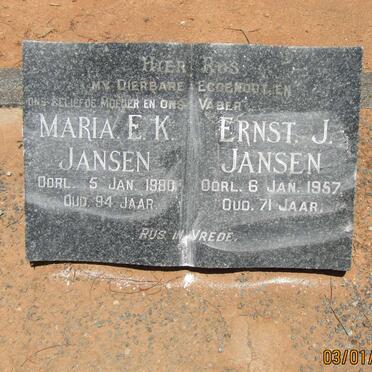 HIER RUS
MY DIERBARE EGGENOOT, EN
ONS GELIEFDE MOEDER EN ONS VADER
MARIA. E. K.
JANSEN
OORL. 5 JAN. 1980.
OUD. 94 JAAR.
ERNST. J.
JANSEN
OORL. 6 JAN. 1957.
OUD. 71 JAAR.
RUS IN VREDE.
03/01/